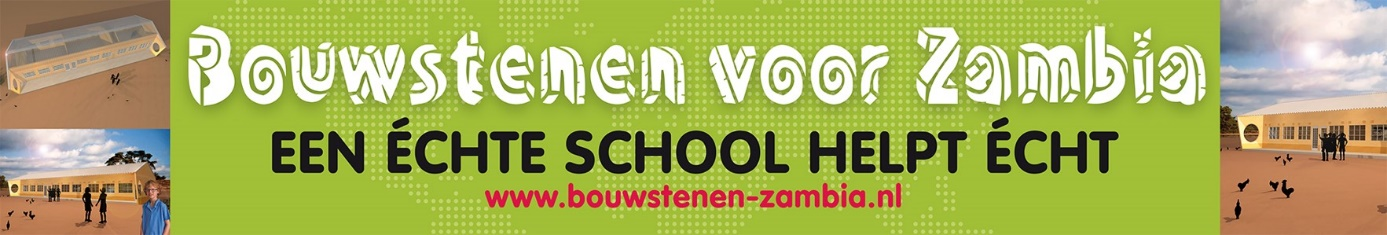 Bouwstenen voor Zambia
EEN ÉCHTE SCHOOL HELPT ÉCHT
www.bouwstenen-zambia.nl